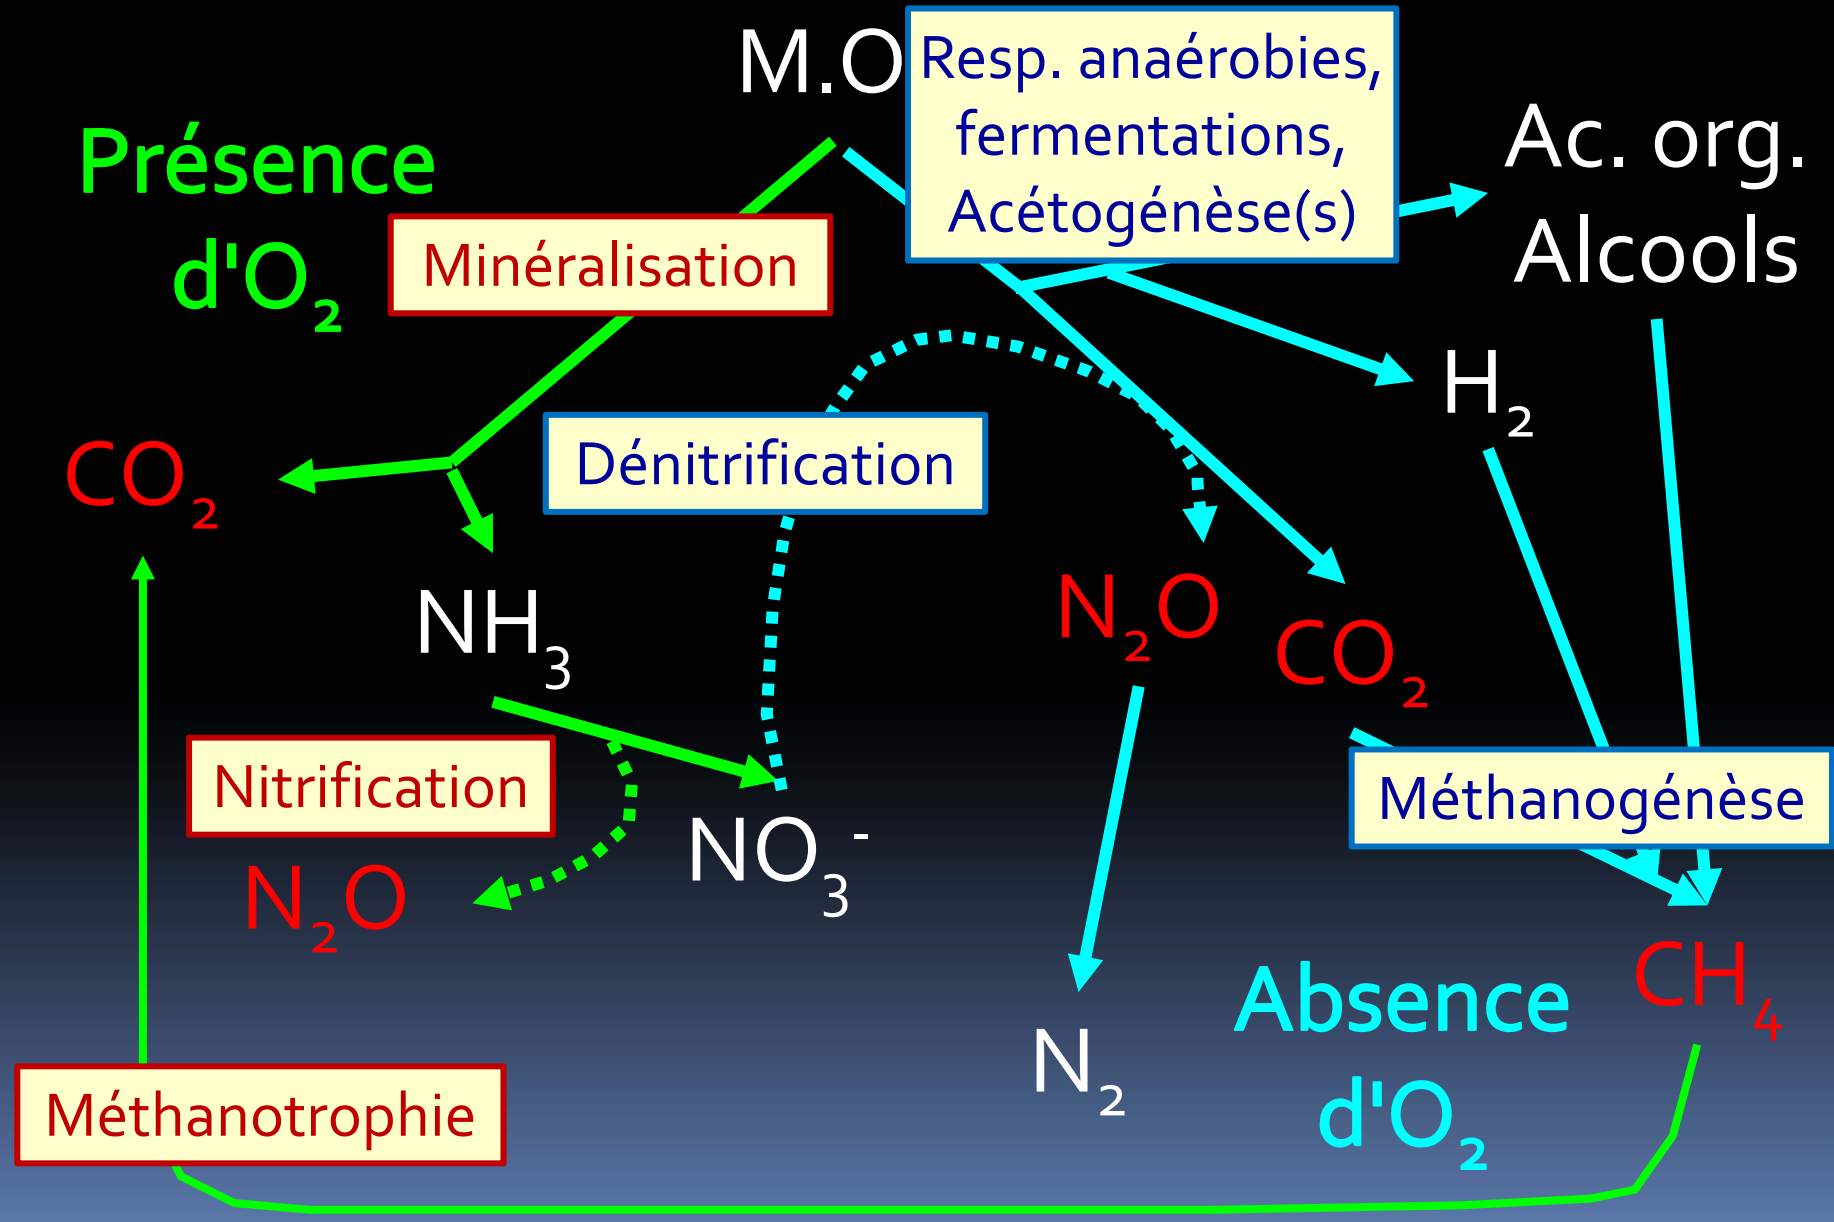 M.O
Resp. anaérobies,
fermentations,
Acétogénèse(s)
Ac. org.
Alcools
Présence
d'O₂
Minéralisation
H₂
CO₂
Dénitrification
NH₃
N₂O
CO₂
Nitrification
NO₃⁻
Méthanogénèse
N₂O
CH₄
Absence
d'O₂
N₂
Méthanotrophie